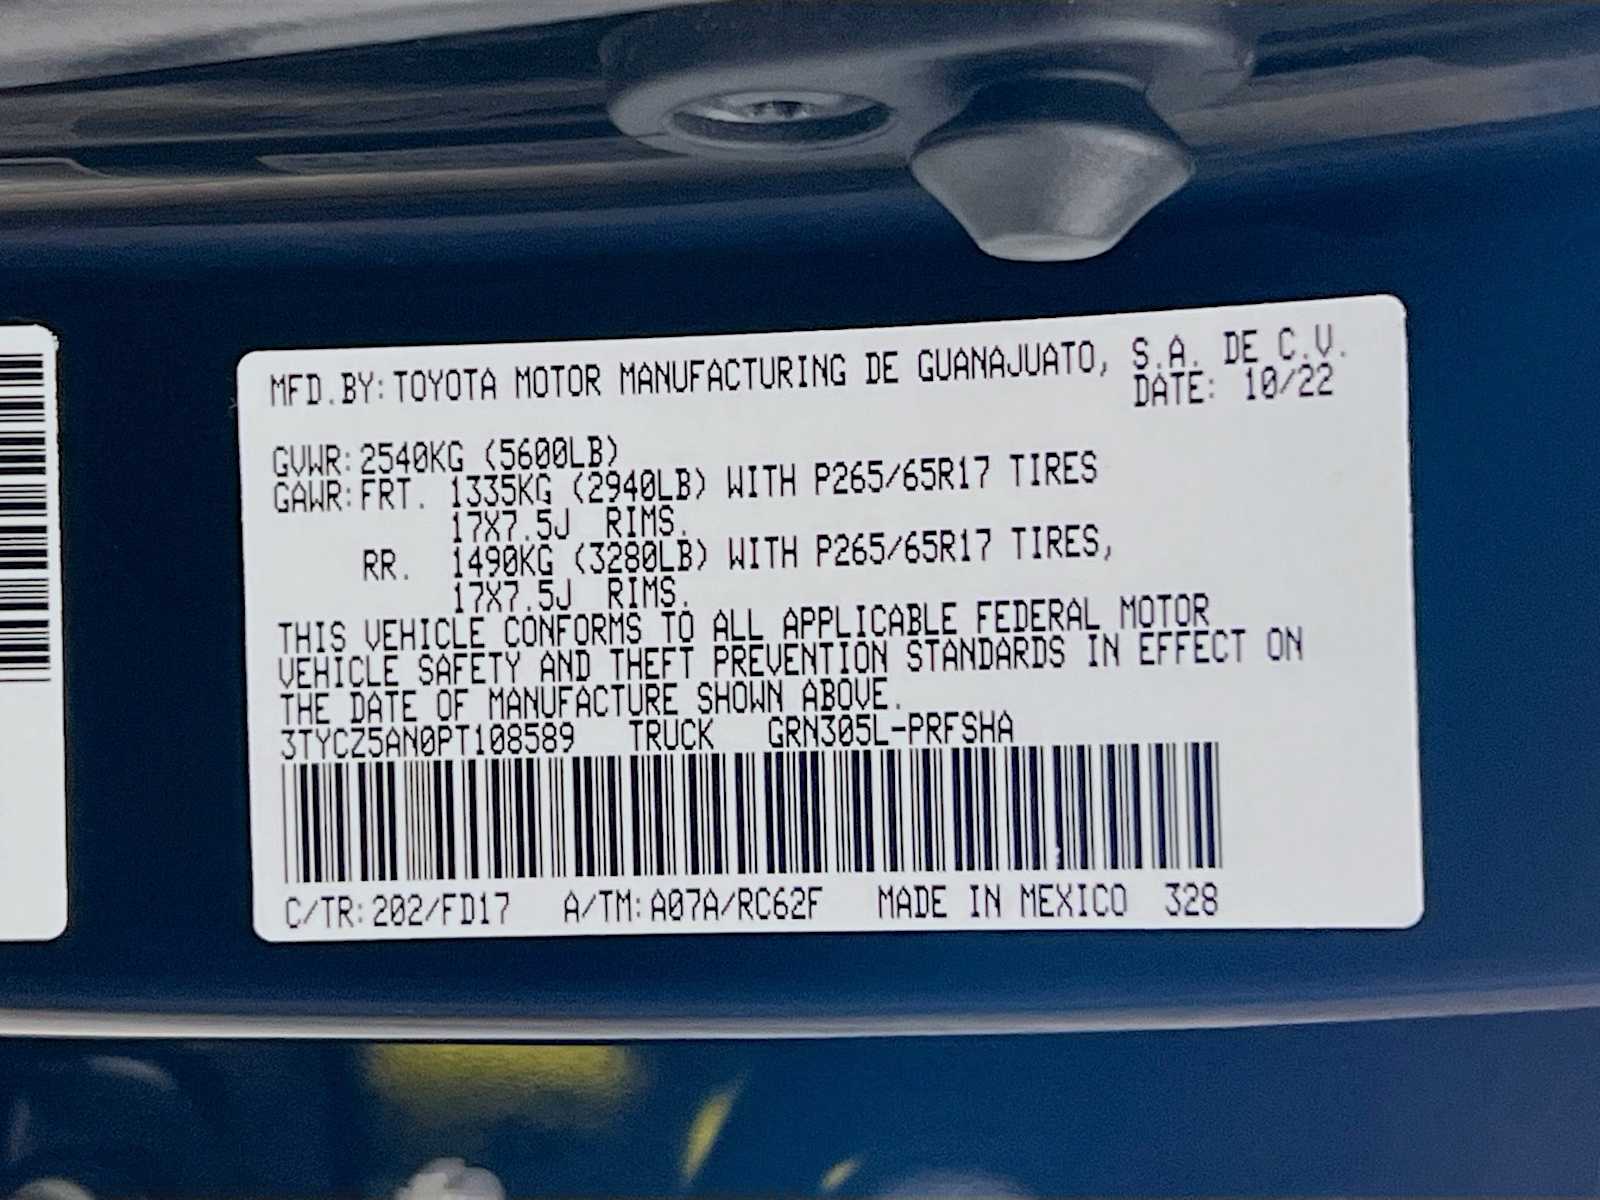 MFD.BY:TOYOTA MOTOR MANUFACTURING DE GUANAJUATO, S.A. DE C.V.
DATE: 10/22
GVWR:2540KG (5600LB)
GAWR:FRT. 1335KG (2940LB) WITH P265/65R17 TIRES
17X7.5J RIMS.
RR. 1490KG (3280LB) WITH P265/65R17 TIRES,
17X7.5J RIMS.
THIS VEHICLE CONFORMS TO ALL APPLICABLE FEDERAL MOTOR
VEHICLE SAFETY AND THEFT PREVENTION STANDARDS IN EFFECT ON
THE DATE OF MANUFACTURE SHOWN ABOVE.
3TYCZ5AN0PT108589 TRUCK GRN305L-PRFSHA
C/TR:202/FD17 A/TM:A07A/RC62F MADE IN MEXICO 328